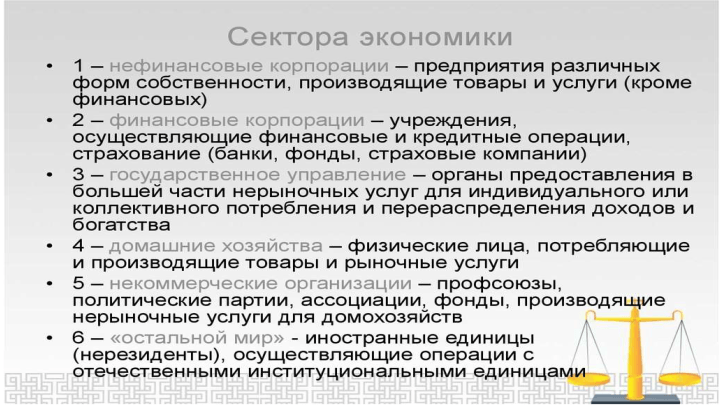 Сектора экономики
• 1 – нефинансовые корпорации – предприятия различных
форм собственности, производящие товары и услуги (кроме
финансовых)
• 2 – финансовые корпорации – учреждения,
осуществляющие финансовые и кредитные операции,
страхование (банки, фонды, страховые компании)
• 3 – государственное управление – органы предоставления в
большей части нерыночных услуг для индивидуального или
коллективного потребления и перераспределения доходов и
богатства
• 4 – домашние хозяйства – физические лица, потребляющие
и производящие товары и рыночные услуги
• 5 – некоммерческие организации – профсоюзы,
политические партии, ассоциации, фонды, производящие
нерыночные услуги для домохозяйств
• 6 – «остальной мир» - иностранные единицы
(нерезиденты), осуществляющие операции с
отечественными институциональными единицами